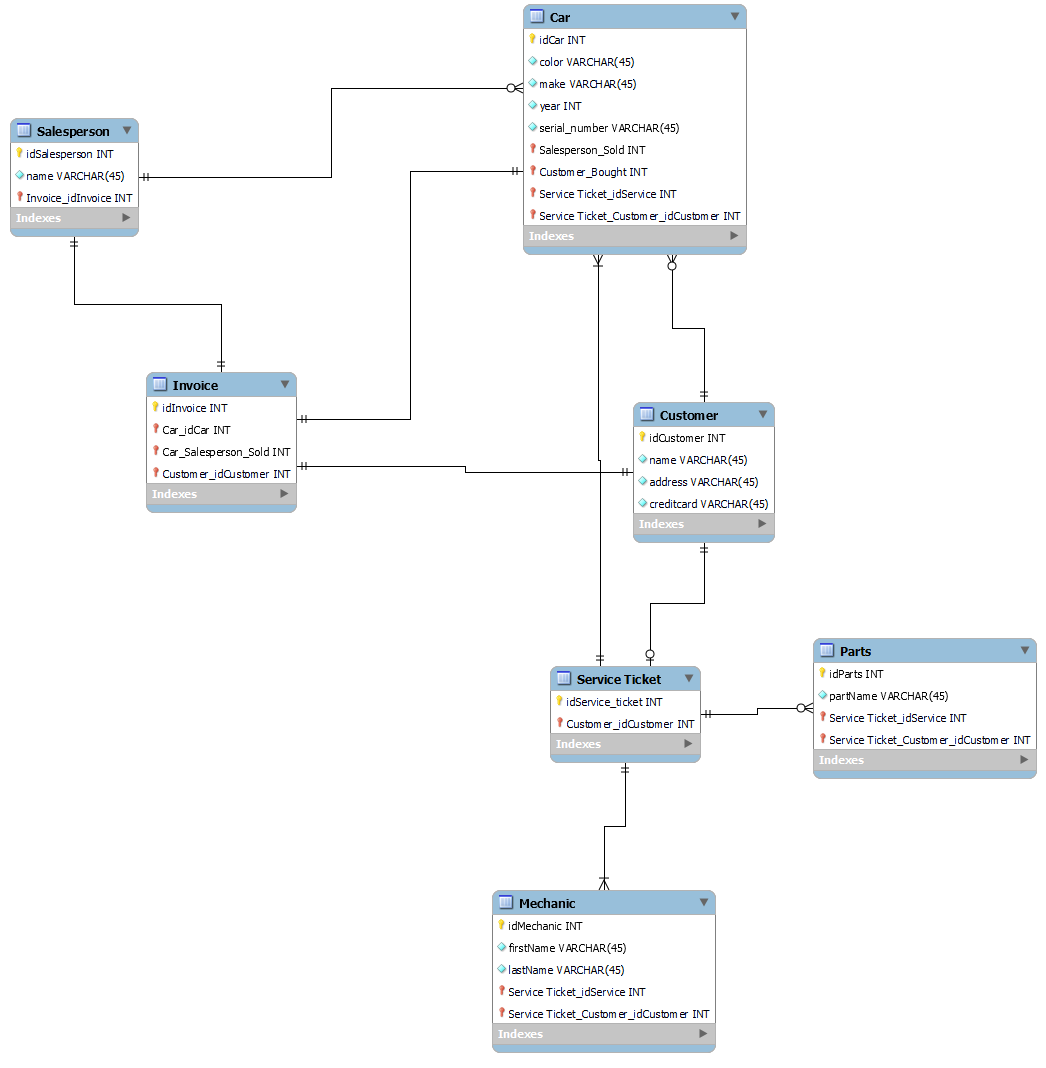 Car
idCar INT
color VARCHAR(45)
make VARCHAR(45)
year INT
serial_number VARCHAR(45)
Salesperson_Sold INT
Customer_Bought INT
Service Ticket_idService INT
Service Ticket_Customer_idCustomer INT
Indexes
Salesperson
idSalesperson INT
name VARCHAR(45)
Invoice_idInvoice INT
Indexes
Invoice
idInvoice INT
Car_idCar INT
Car_Salesperson_Sold INT
Customer_idCustomer INT
Indexes
Customer
idCustomer INT
name VARCHAR(45)
address VARCHAR(45)
creditcard VARCHAR(45)
Indexes
Service Ticket
idService_ticket INT
Customer_idCustomer INT
Indexes
Parts
idParts INT
partName VARCHAR(45)
Service Ticket_idService INT
Service Ticket_Customer_idCustomer INT
Indexes
Mechanic
idMechanic INT
firstName VARCHAR(45)
lastName VARCHAR(45)
Service Ticket_idService INT
Service Ticket_Customer_idCustomer INT
Indexes